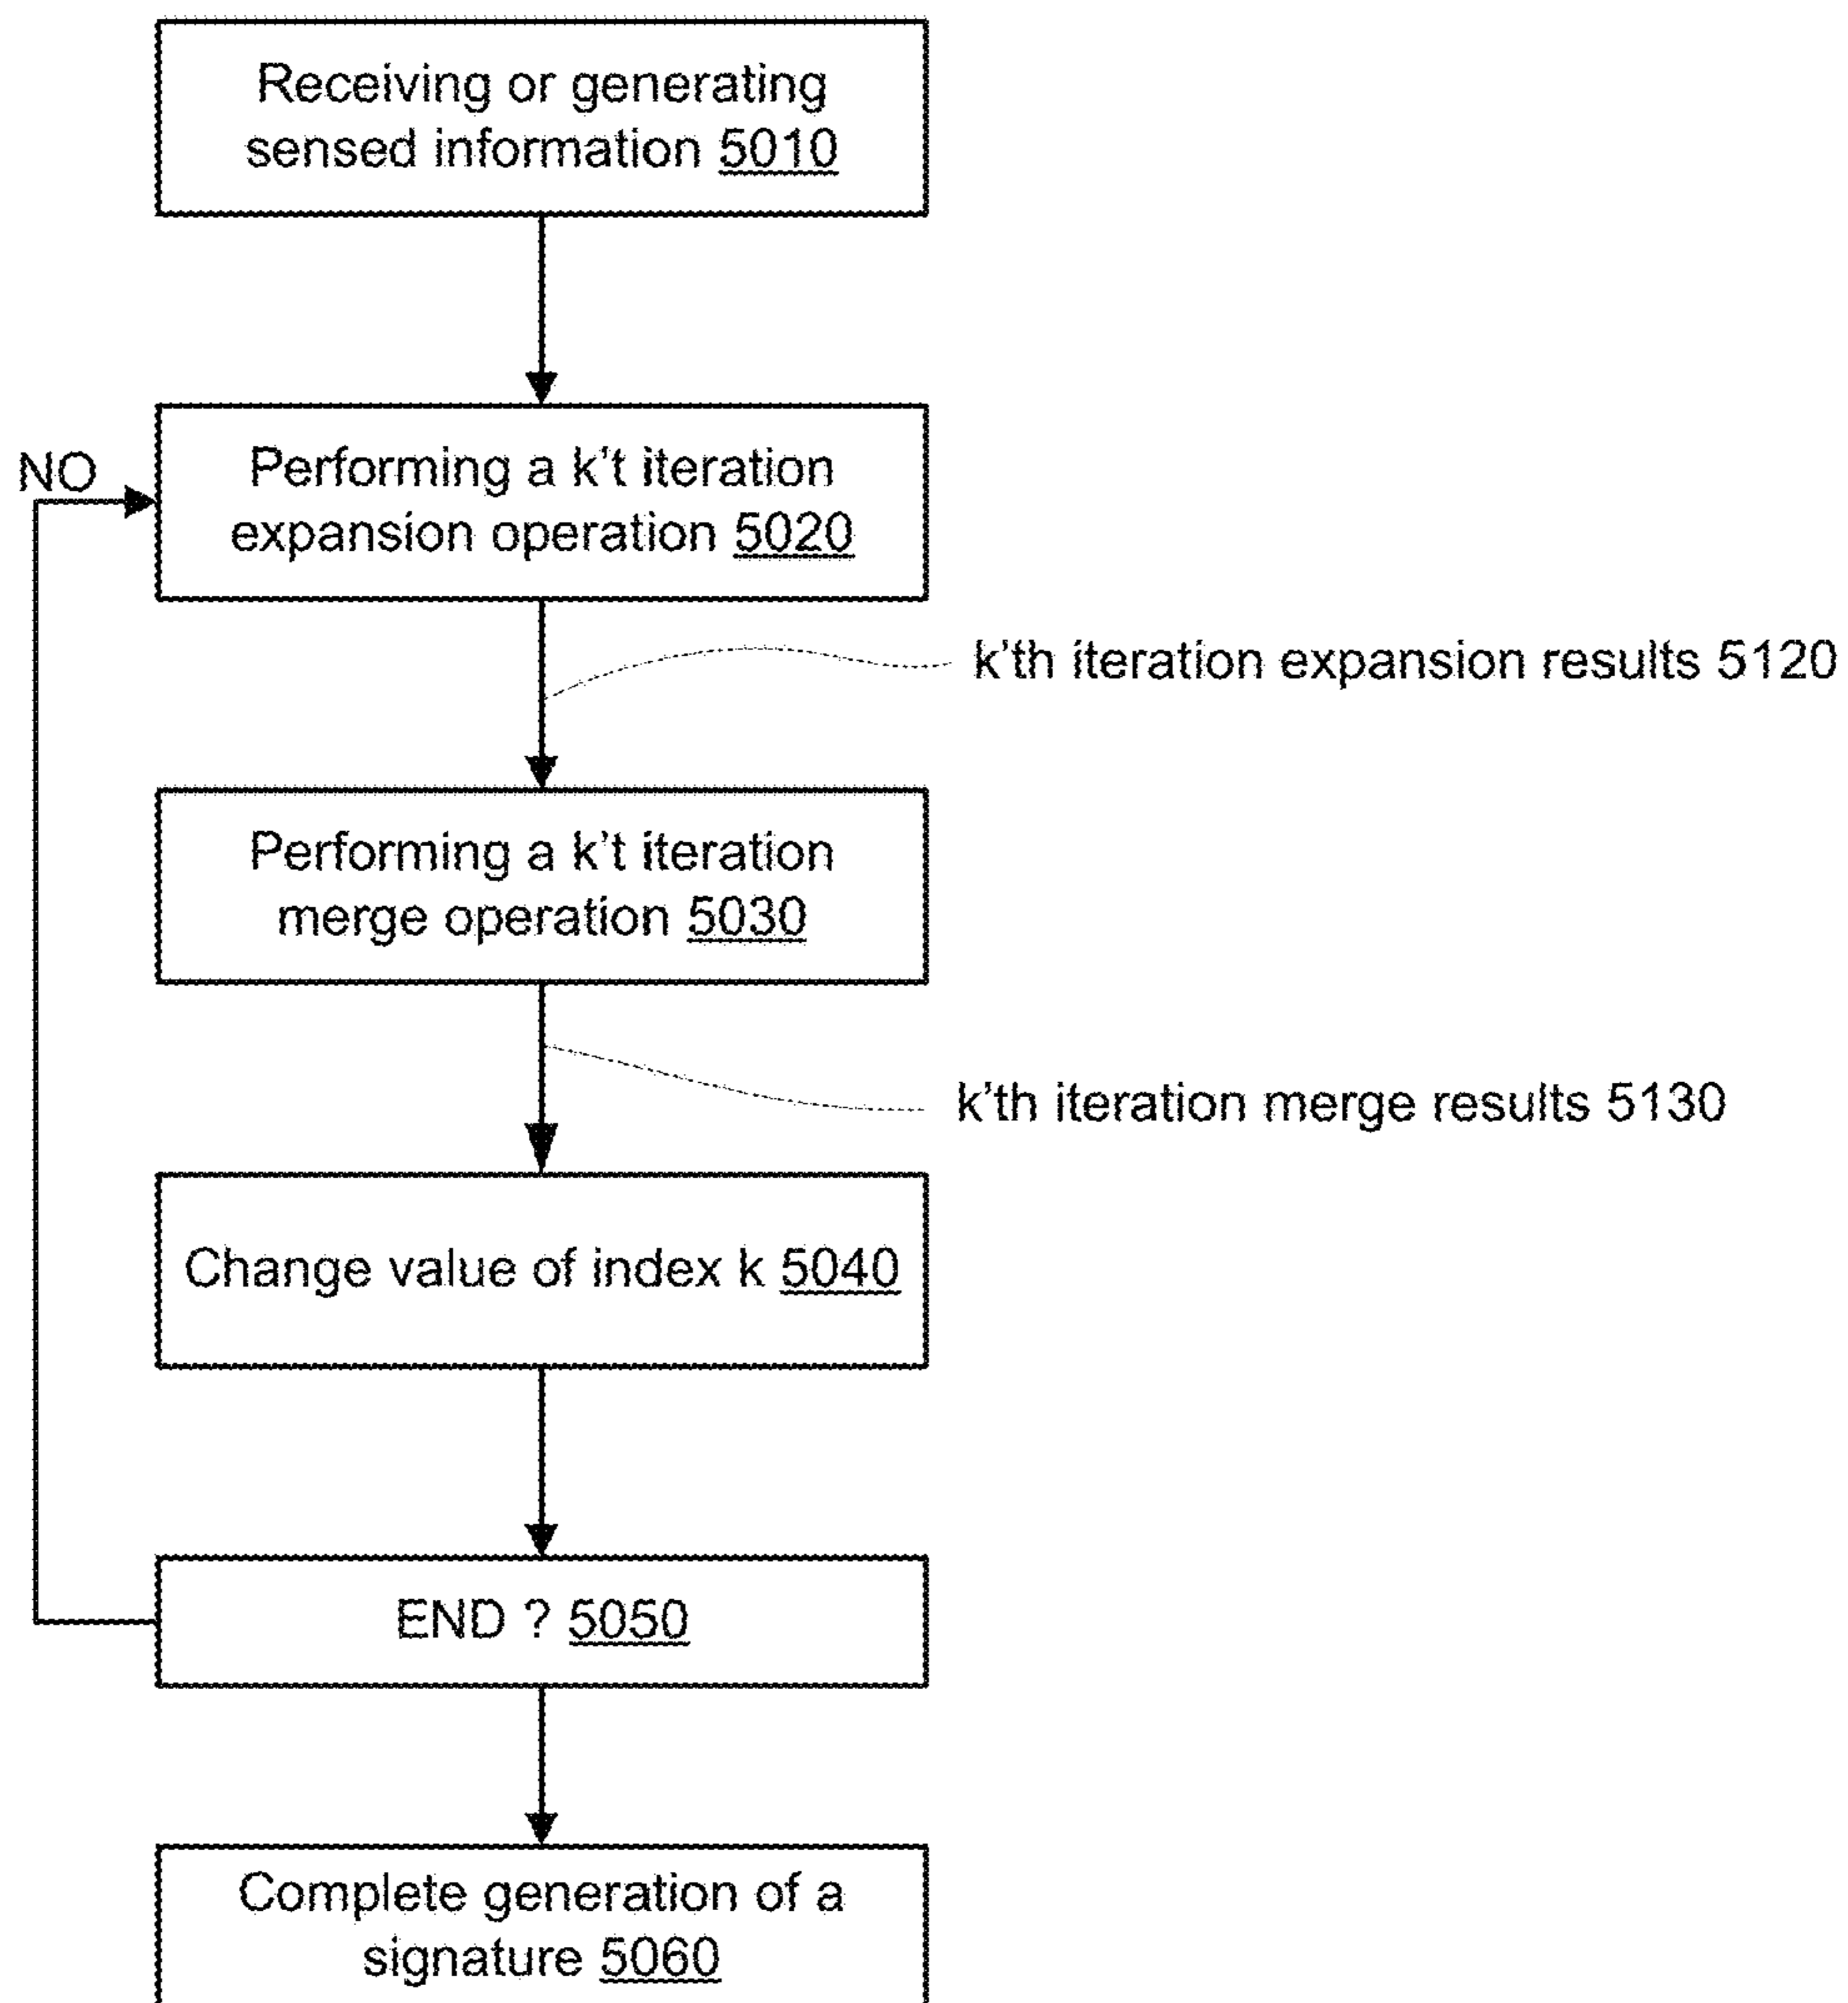 Receiving or generating
sensed information 5010
NO
Performing a k't iteration
expansion operation 5020
k'th iteration expansion results 5120
Performing a k't iteration
merge operation 5030
k'th iteration merge results 5130
Change value of index k 5040
END ? 5050
Complete generation of a
signature 5060